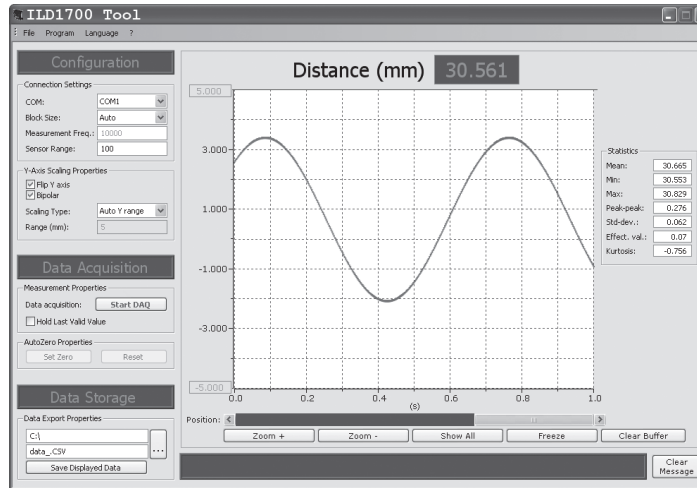 ILD1700 Tool
File Program Language ?
Configuration
Connection Settings
COM: COM1
Block Size: Auto
Measurement Freq.: 10000
Sensor Range: 100
Y-Axis Scaling Properties
Flip Y axis
Bipolar
Scaling Type: Auto Y range
Range (mm): 5
Data Acquisition
Measurement Properties
Data acquisition: Start DAQ
Hold Last Valid Value
AutoZero Properties
Set Zero Reset
Data Storage
Data Export Properties
C:\
data_.CSV ...
Save Displayed Data
Distance (mm) 30.561
5.000
3.000
1.000
-1.000
-3.000
-5.000
0.0 0.2 0.4 0.6 0.8 1.0
(s)
Position:
Zoom + Zoom - Show All Freeze Clear Buffer
Statistics
Mean: 30.665
Min: 30.553
Max: 30.829
Peak-peak: 0.276
Std-dev.: 0.062
Effect. val.: 0.07
Kurtosis: -0.756
Clear
Message